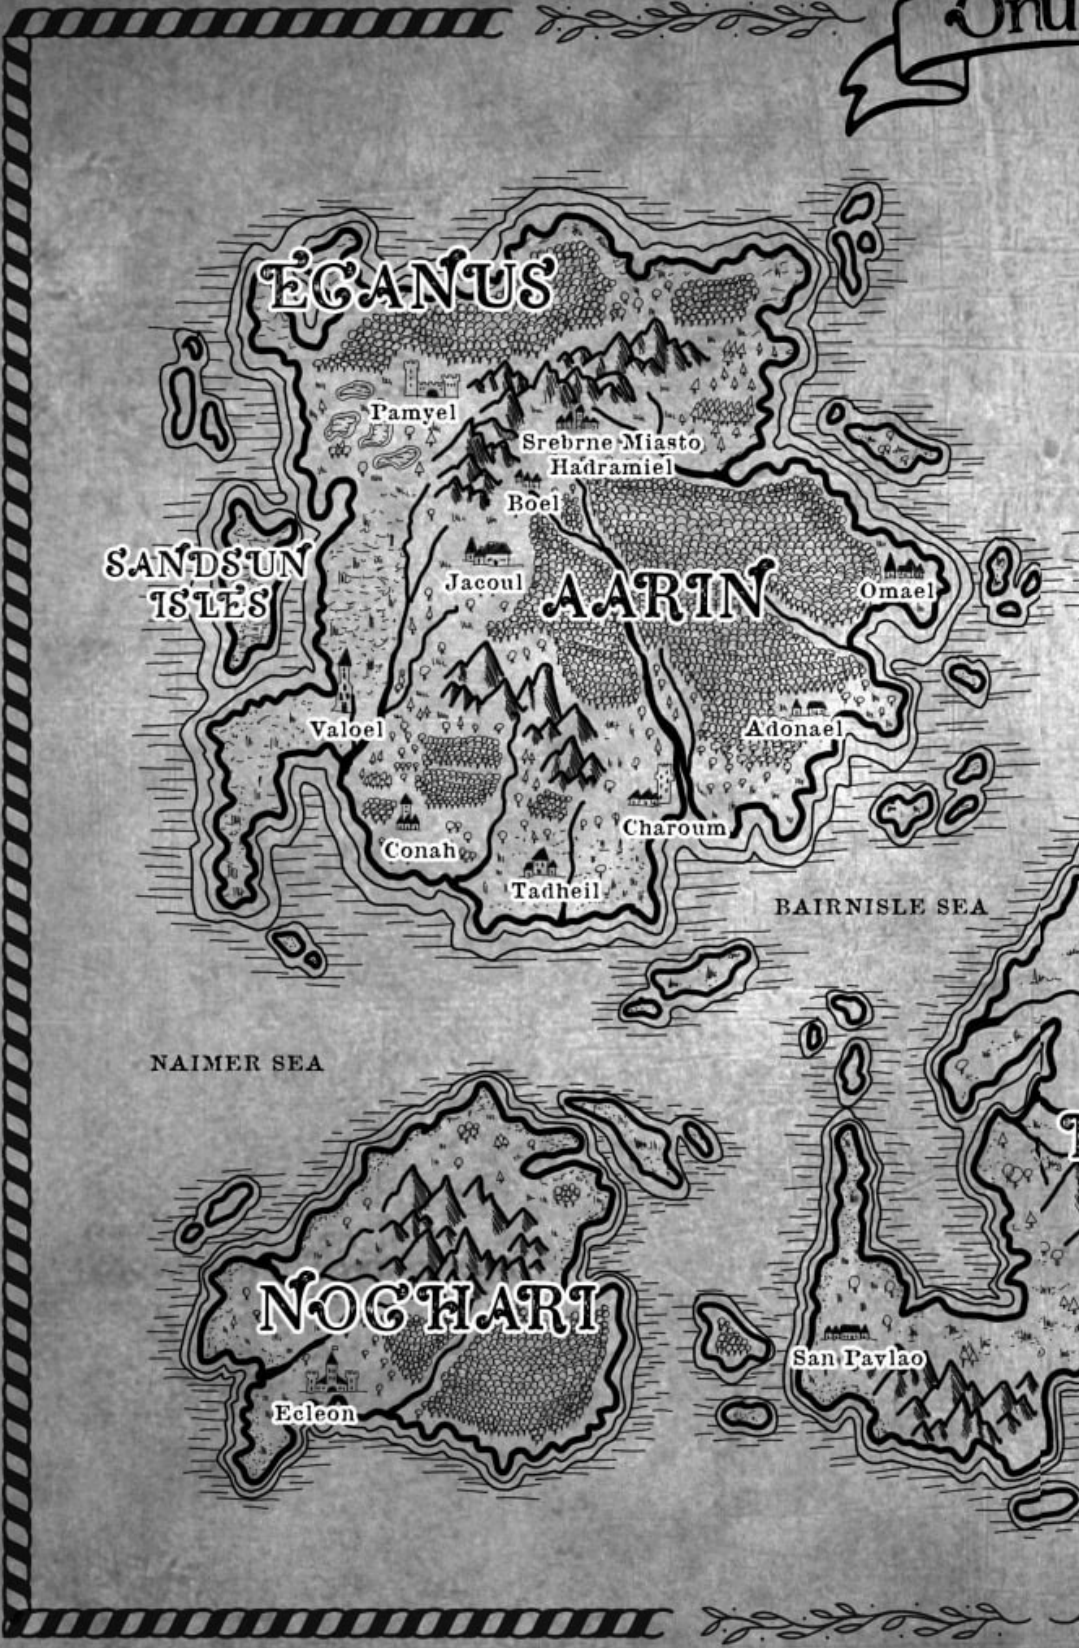 ECANUS
Pamyel
Srebrne Miasto
Hadramiel
Boel
SANDSUN
ISLES
Jacoul
AARIN
Omael
Valoel
Adonael
Charoum
Conah
Tadheil
BAIRNISLE SEA
NAIMER SEA
NOCHARI
San Pavlao
Ecleon